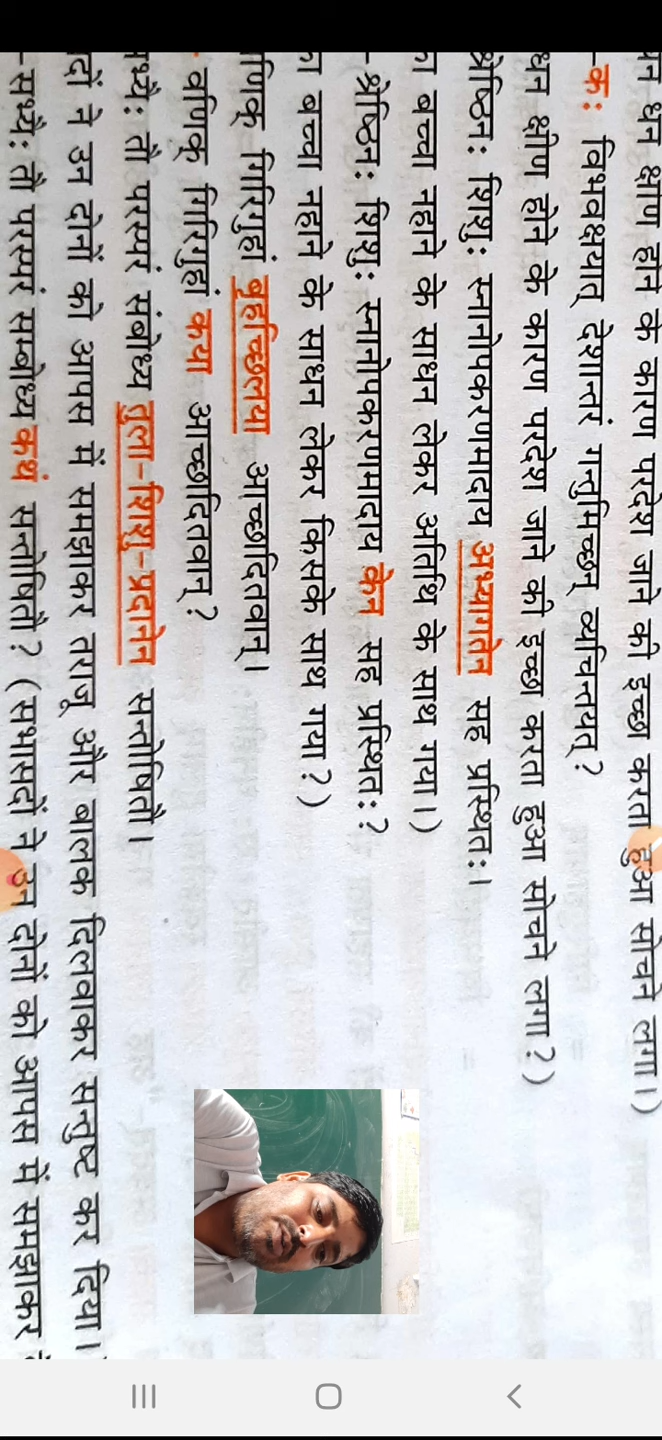 धन क्षीण होने के कारण परदेश जाने की इच्छा करता हुआ सोचने लगा।)
-कः विभवक्षयात् देशान्तरं गन्तुमिच्छन् व्यचिन्तयत्?
धन क्षीण होने के कारण परदेश जाने की इच्छा करता हुआ सोचने लगा?)
श्रेष्ठिनः शिशुः स्नानोपकरणमादाय अभ्यागतेन सह प्रस्थितः।
का बच्चा नहाने के साधन लेकर अतिथि के साथ गया।)
-श्रेष्ठिनः शिशुः स्नानोपकरणमादाय केन सह प्रस्थितः?
का बच्चा नहाने के साधन लेकर किसके साथ गया?)
णिक् गिरिगुहां बृहच्छिलया आच्छादितवान्।
- वणिक् गिरिगुहां कया आच्छादितवान्?
भ्यैः तौ परस्परं संबोध्य तुला-शिशु-प्रदानेन सन्तोषितौ।
दों ने उन दोनों को आपस में समझाकर तराजू और बालक दिलवाकर सन्तुष्ट कर दिया।
-सभ्यैः तौ परस्परं सम्बोध्य कथं सन्तोषितौ? (सभासदों ने उन दोनों को आपस में समझाकर